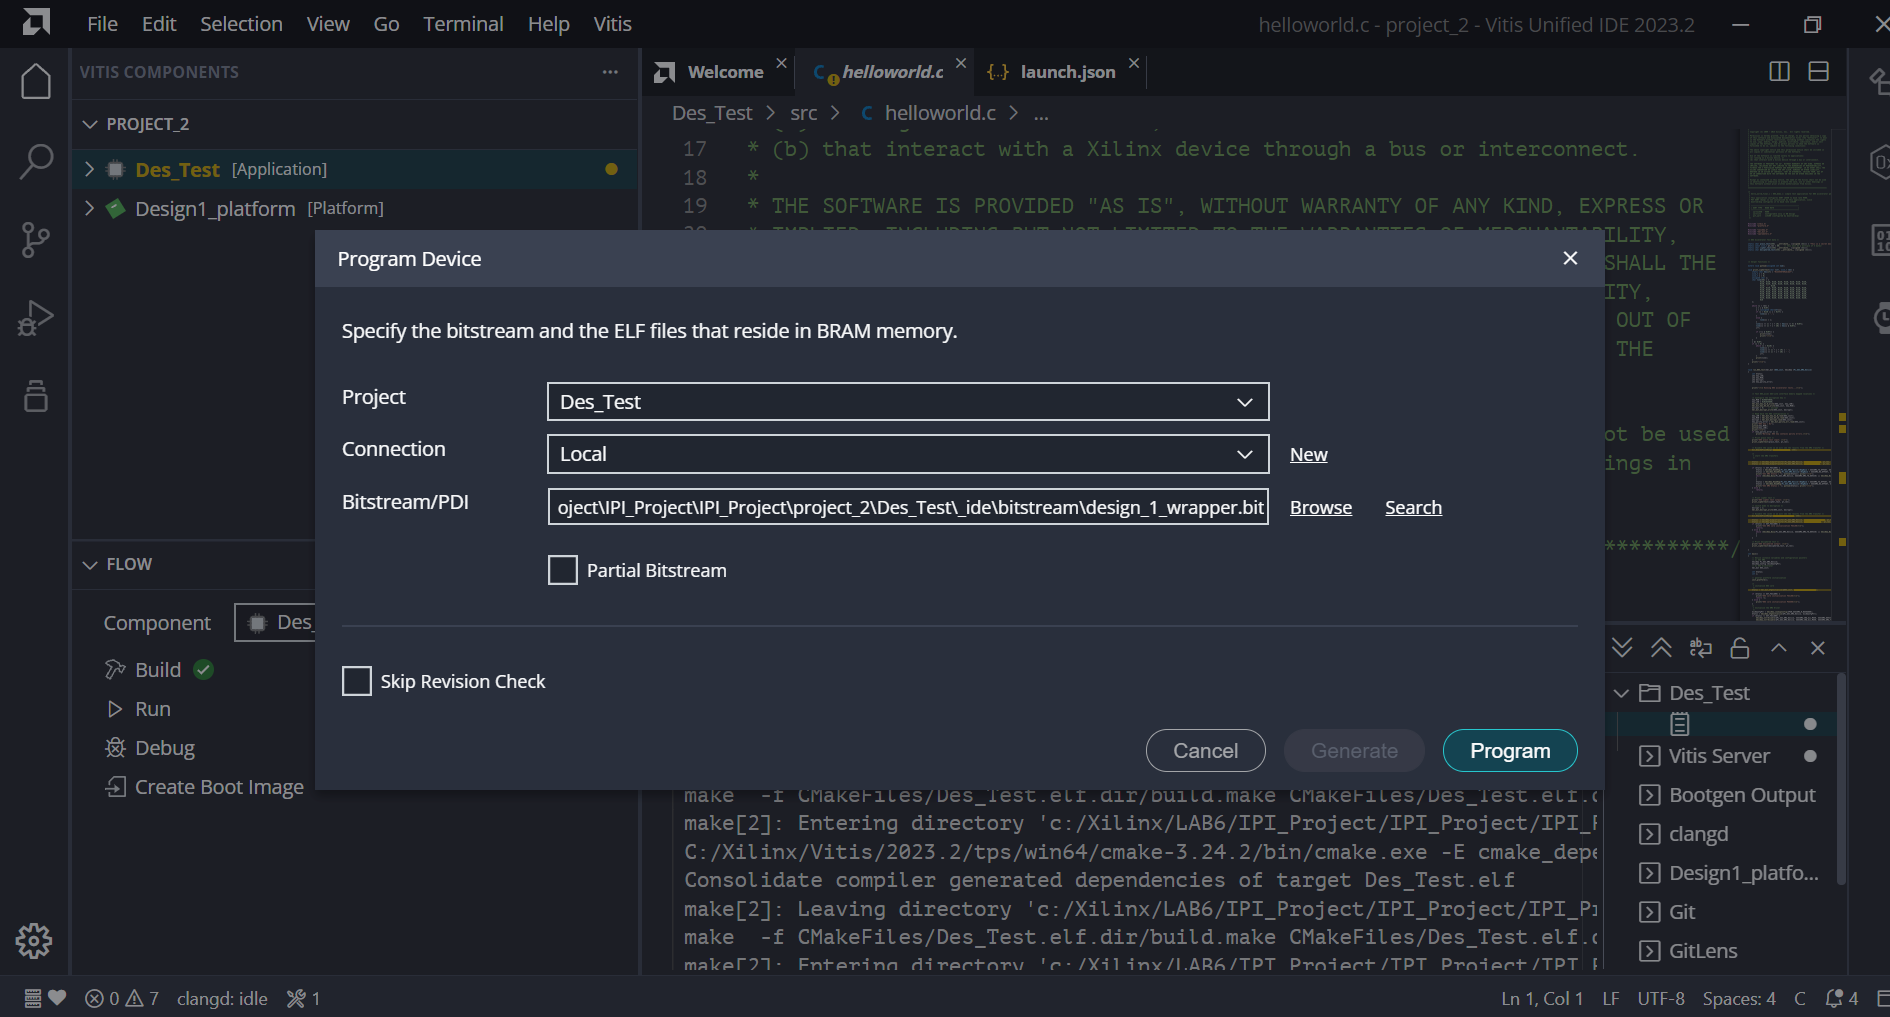 File Edit Selection View Go Terminal Help Vitis
helloworld.c - project_2 - Vitis Unified IDE 2023.2
VITIS COMPONENTS
PROJECT_2
Des_Test [Application]
Design1_platform [Platform]
Welcome helloworld.c launch.json
Des_Test > src > C helloworld.c > ...
17 * (b) that interact with a Xilinx device through a bus or interconnect.
18 *
19 * THE SOFTWARE IS PROVIDED "AS IS", WITHOUT WARRANTY OF ANY KIND, EXPRESS OR
ILITY,
SHALL THE
ITY,
OUT OF
THE
ot be used
ings in
**********/
Program Device
Specify the bitstream and the ELF files that reside in BRAM memory.
Project Des_Test
Connection Local New
Bitstream/PDI oject\IPI_Project\IPI_Project\project_2\Des_Test\_ide\bitstream\design_1_wrapper.bit Browse Search
Partial Bitstream
Skip Revision Check
Cancel Generate Program
FLOW
Component Des_
Build
Run
Debug
Create Boot Image
make -f CMakeFiles/Des_Test.elf.dir/build.make CMakeFiles/Des_Test.elf.
make[2]: Entering directory 'c:/Xilinx/LAB6/IPI_Project/IPI_Project/IPI_
C:/Xilinx/Vitis/2023.2/tps/win64/cmake-3.24.2/bin/cmake.exe -E cmake_depe
Consolidate compiler generated dependencies of target Des_Test.elf
make[2]: Leaving directory 'c:/Xilinx/LAB6/IPI_Project/IPI_Project/IPI_P
make -f CMakeFiles/Des_Test.elf.dir/build.make CMakeFiles/Des_Test.elf.
make[2]: Entering directory 'c:/Xilinx/LAB6/IPI_Project/IPI_Project/IPI_
Des_Test
Vitis Server
Bootgen Output
clangd
Design1_platfo...
Git
GitLens
0 7 clangd: idle 1
Ln 1, Col 1 LF UTF-8 Spaces: 4 C 4